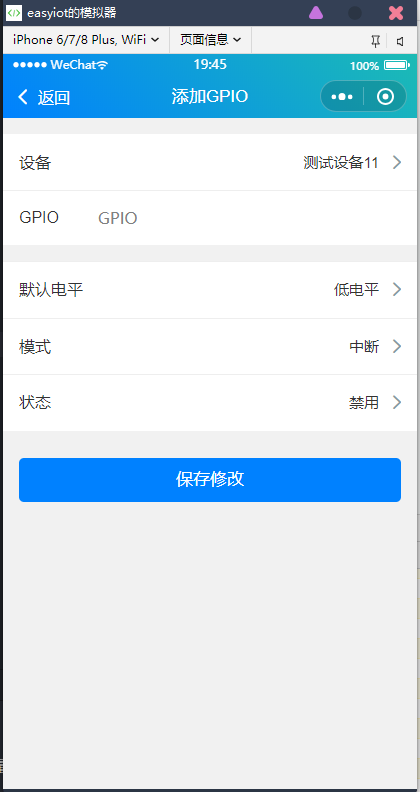 easyiot的模拟器
iPhone 6/7/8 Plus, WiFi 页面信息
WeChat 19:45 100%
返回 添加GPIO
设备 测试设备11
GPIO GPIO
默认电平 低电平
模式 中断
状态 禁用
保存修改